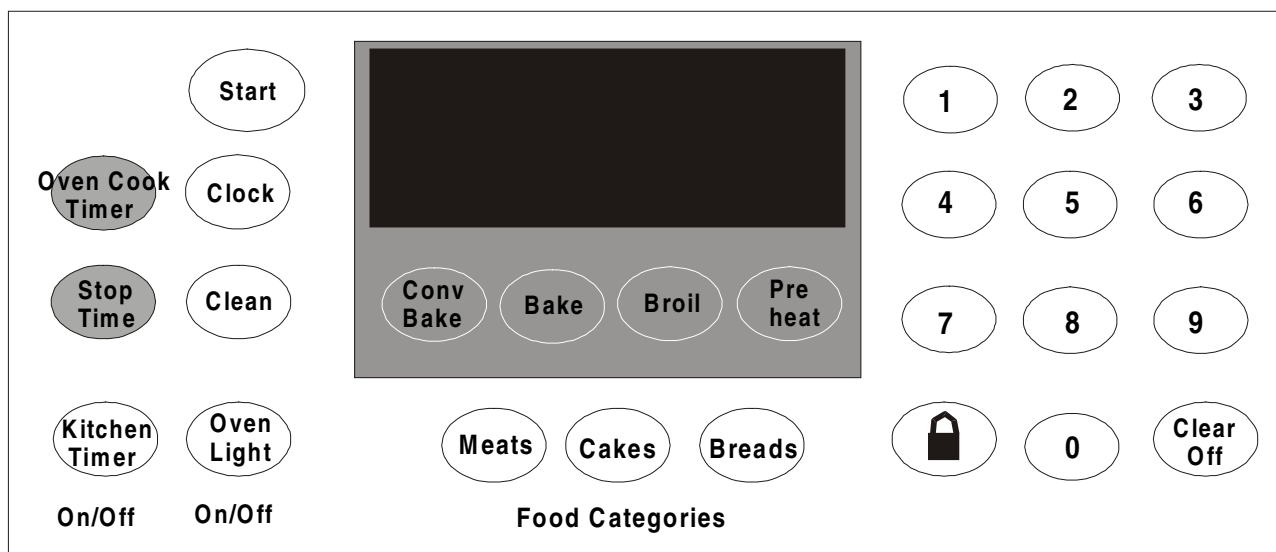 Start
Oven Cook
Timer
Clock
Stop
Time
Clean
Kitchen
Timer
Oven
Light
On/Off
On/Off
Conv
Bake
Bake
Broil
Pre
heat
Meats
Cakes
Breads
Food Categories
1
2
3
4
5
6
7
8
9
0
Clear
Off